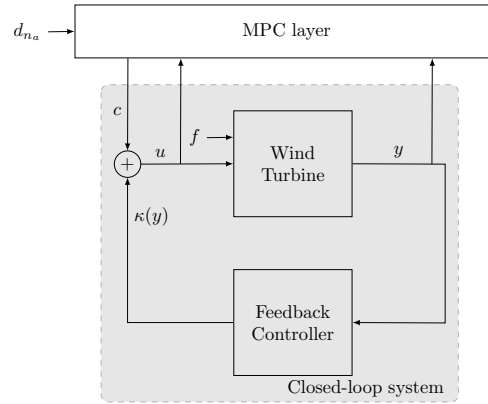 $d_{n_a}$
MPC layer
c
f
u
Wind
Turbine
y
+
κ(y)
Feedback
Controller
Closed-loop system